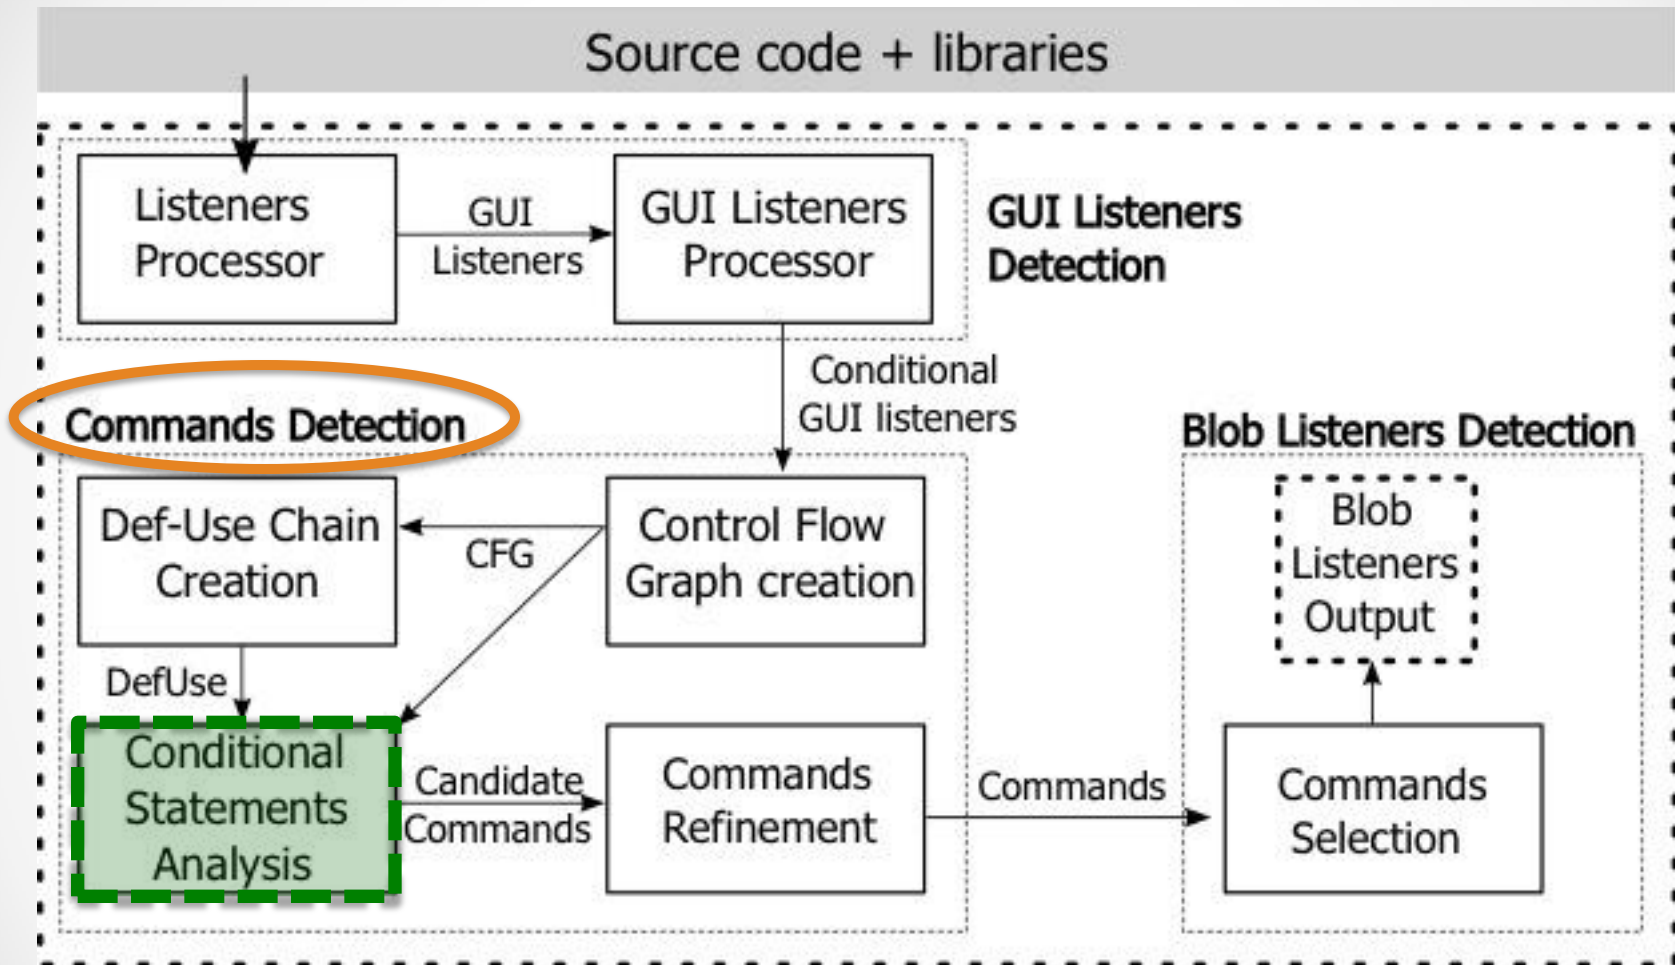 Source code + libraries
Listeners
Processor
GUI
Listeners
GUI Listeners
Processor
GUI Listeners
Detection
Conditional
GUI listeners
Commands Detection
Blob Listeners Detection
Def-Use Chain
Creation
CFG
Control Flow
Graph creation
Blob
Listeners
Output
DefUse
Conditional
Statements
Analysis
Candidate
Commands
Commands
Refinement
Commands
Commands
Selection